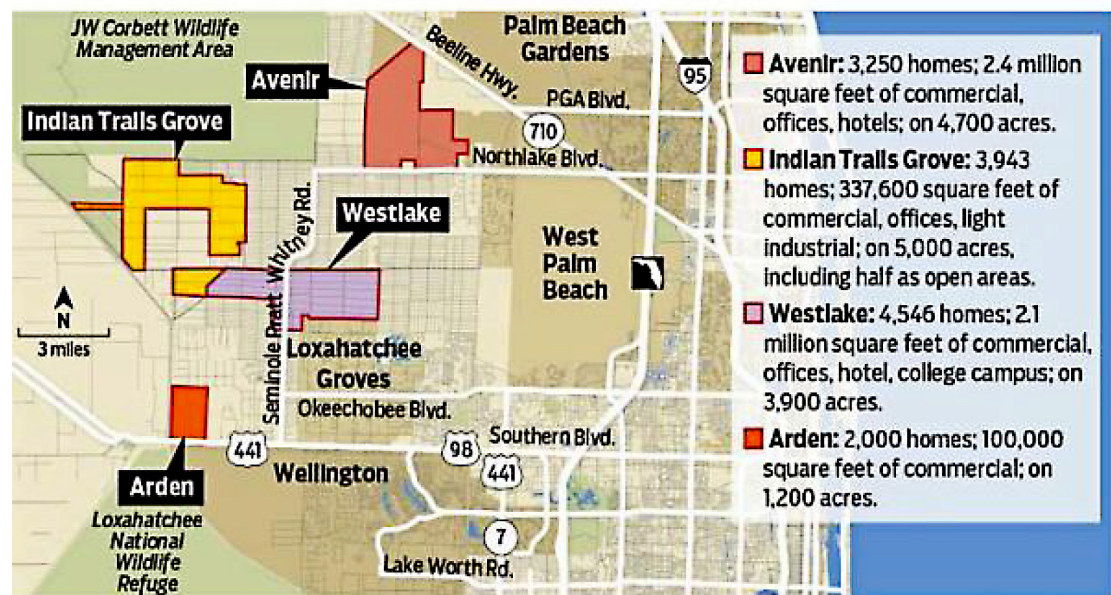 JW Corbett Wildlife
Management Area
Avenir
Indian Trails Grove
Beeline Hwy.
Palm Beach
Gardens
PGA Blvd.
95
710
Northlake Blvd.
Westlake
Seminole Pratt Whitney Rd.
West
Palm
Beach
N
3 miles
Loxahatchee
Groves
Okeechobee Blvd.
441
98
Southern Blvd.
441
Wellington
Arden
Loxahatchee
National
Wildlife
Refuge
7
Lake Worth Rd.
Avenir: 3,250 homes; 2.4 million
square feet of commercial,
offices, hotels; on 4,700 acres.
Indian Trails Grove: 3,943
homes; 337,600 square feet of
commercial, offices, light
industrial; on 5,000 acres,
including half as open areas.
Westlake: 4,546 homes; 2.1
million square feet of commercial,
offices, hotel, college campus; on
3,900 acres.
Arden: 2,000 homes; 100,000
square feet of commercial; on
1,200 acres.